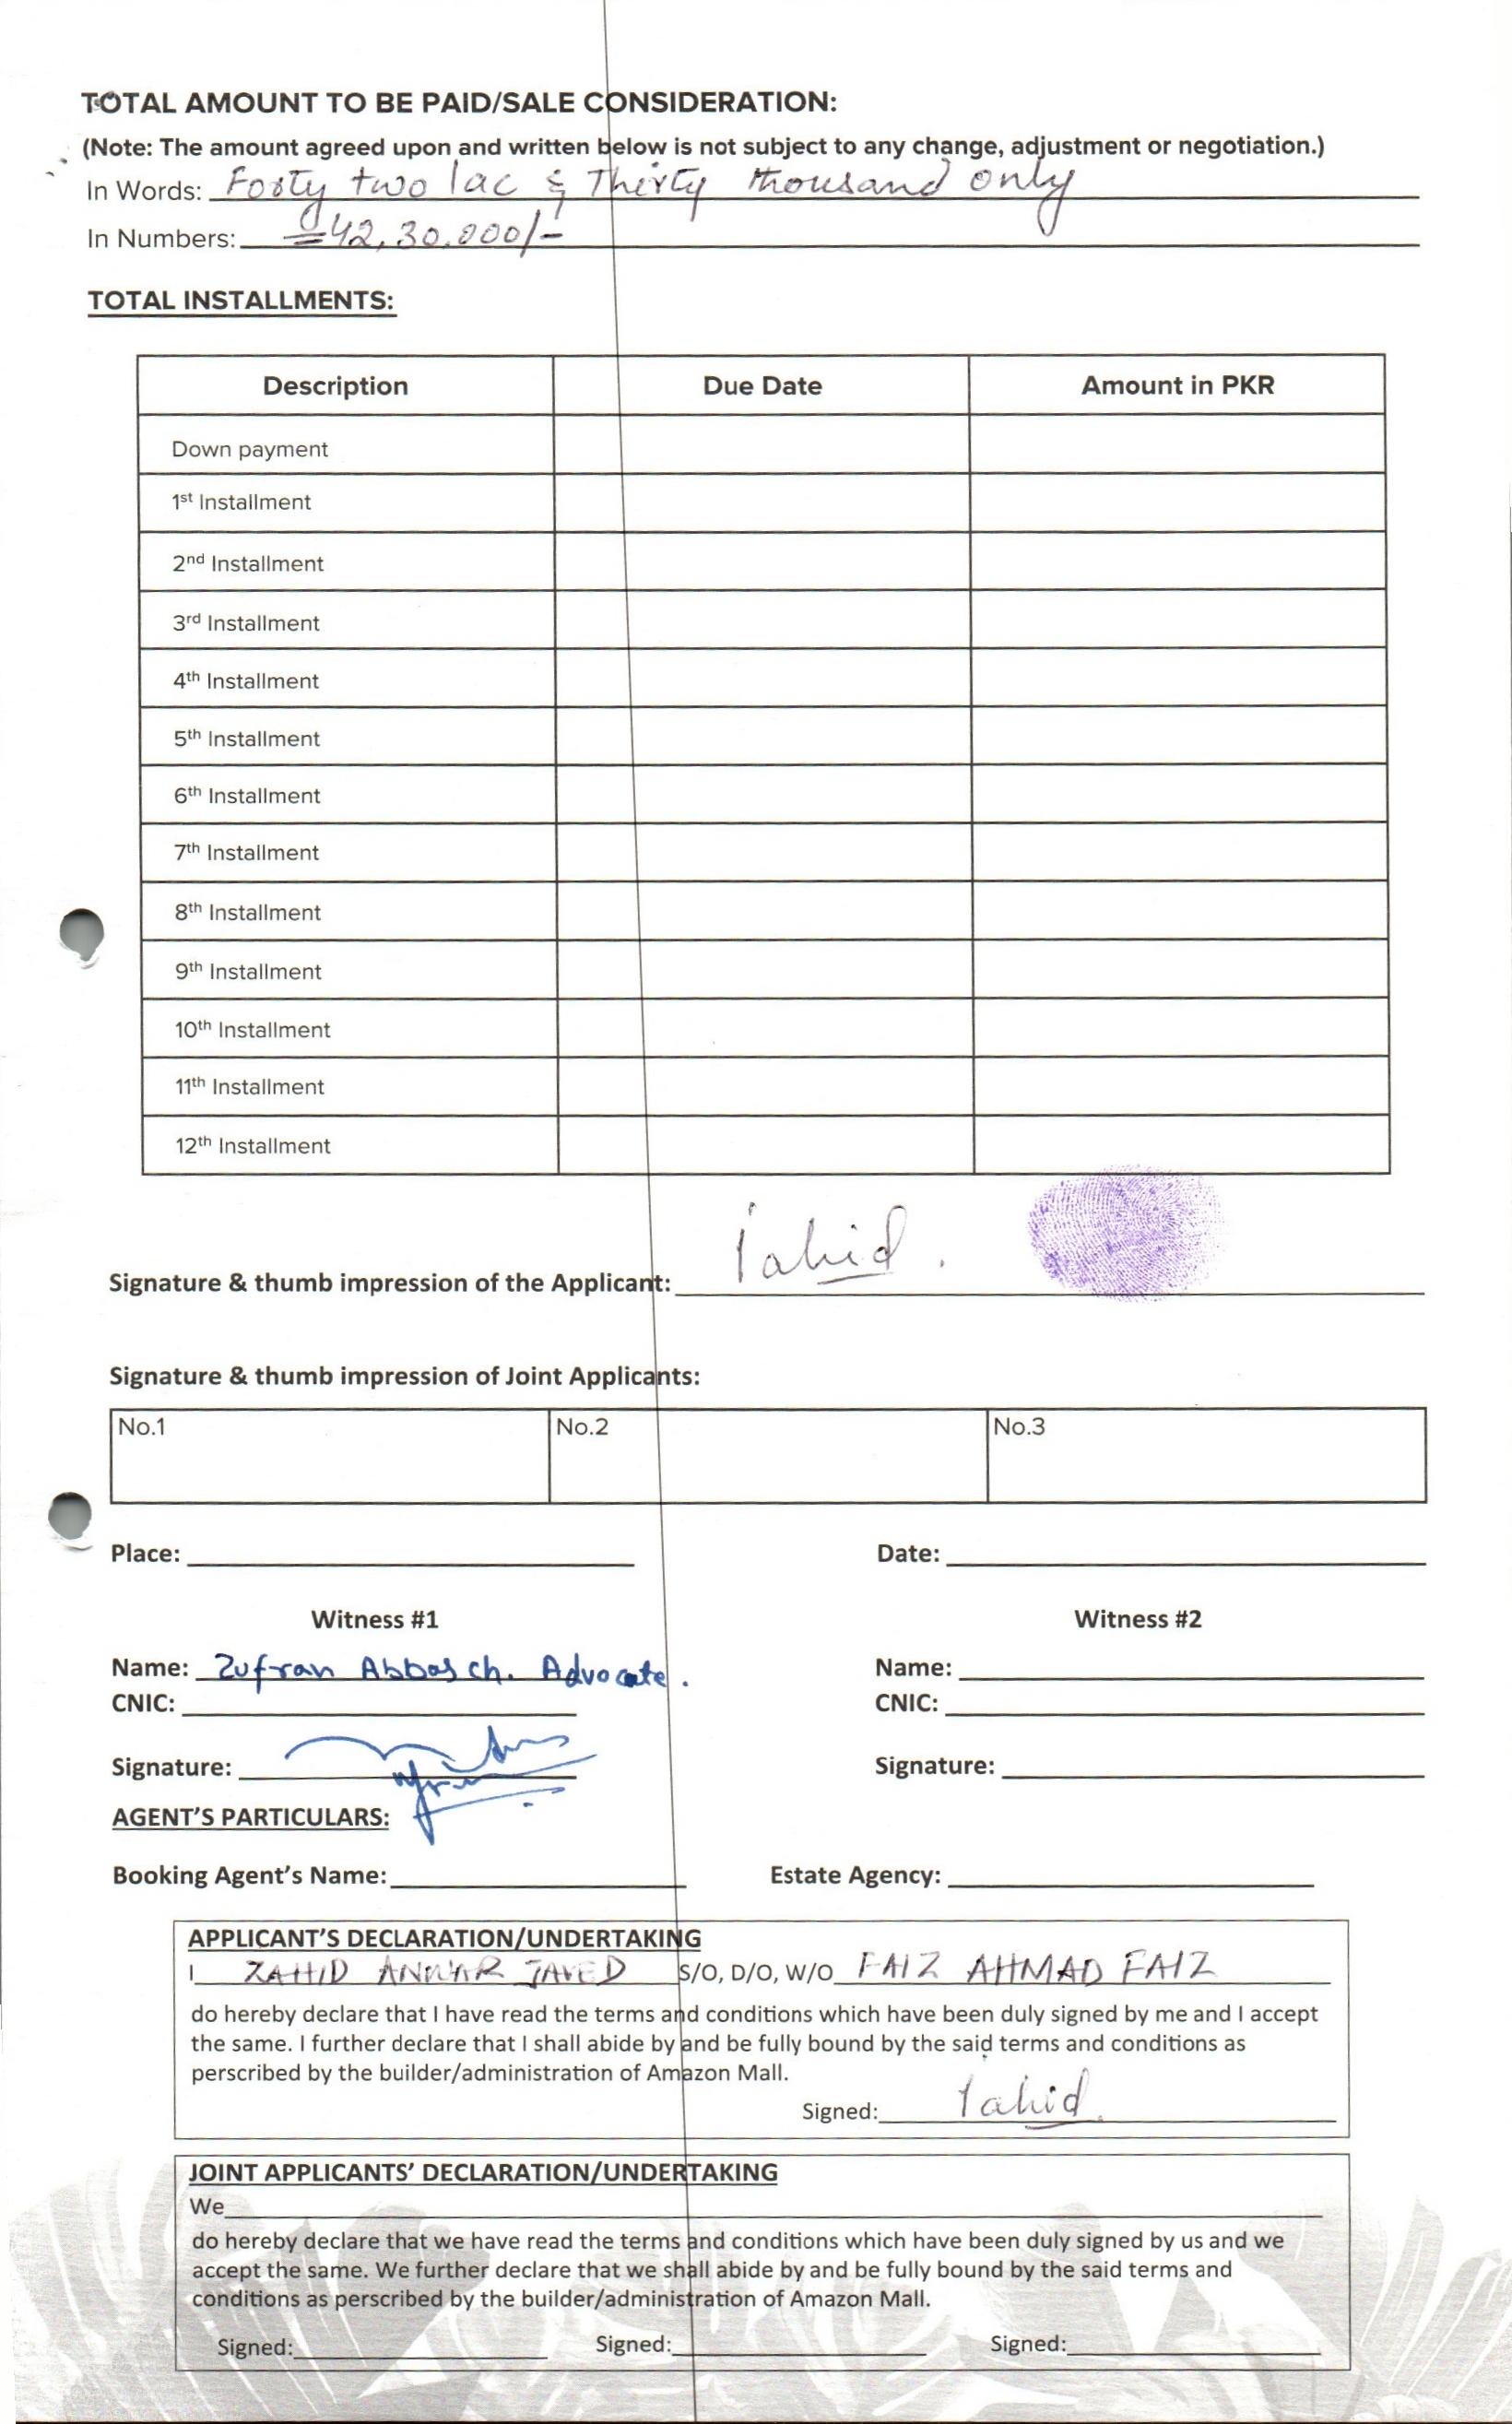 TOTAL AMOUNT TO BE PAID/SALE CONSIDERATION:
(Note: The amount agreed upon and written below is not subject to any change, adjustment or negotiation.)
In Words: Forty two lac & Thirty thousand only
In Numbers: =42,30.000/-
TOTAL INSTALLMENTS:
Description Due Date Amount in PKR
Down payment
1st Installment
2nd Installment
3rd Installment
4th Installment
5th Installment
6th Installment
7th Installment
8th Installment
9th Installment
10th Installment
11th Installment
12th Installment
Signature & thumb impression of the Applicant: Zahid.
Signature & thumb impression of Joint Applicants:
No.1 No.2 No.3
Place: Date:
Witness #1 Witness #2
Name: Zufran Abbas ch. Advocate. Name:
CNIC: CNIC:
Signature: Signature:
AGENT'S PARTICULARS:
Booking Agent's Name: Estate Agency:
APPLICANT'S DECLARATION/UNDERTAKING
I ZAHID ANWAR JAVED S/O, D/O, W/O FAIZ AHMAD FAIZ
do hereby declare that I have read the terms and conditions which have been duly signed by me and I accept
the same. I further declare that I shall abide by and be fully bound by the said terms and conditions as
perscribed by the builder/administration of Amazon Mall.
Signed: Zahid.
JOINT APPLICANTS' DECLARATION/UNDERTAKING
We
do hereby declare that we have read the terms and conditions which have been duly signed by us and we
accept the same. We further declare that we shall abide by and be fully bound by the said terms and
conditions as perscribed by the builder/administration of Amazon Mall.
Signed: Signed: Signed: